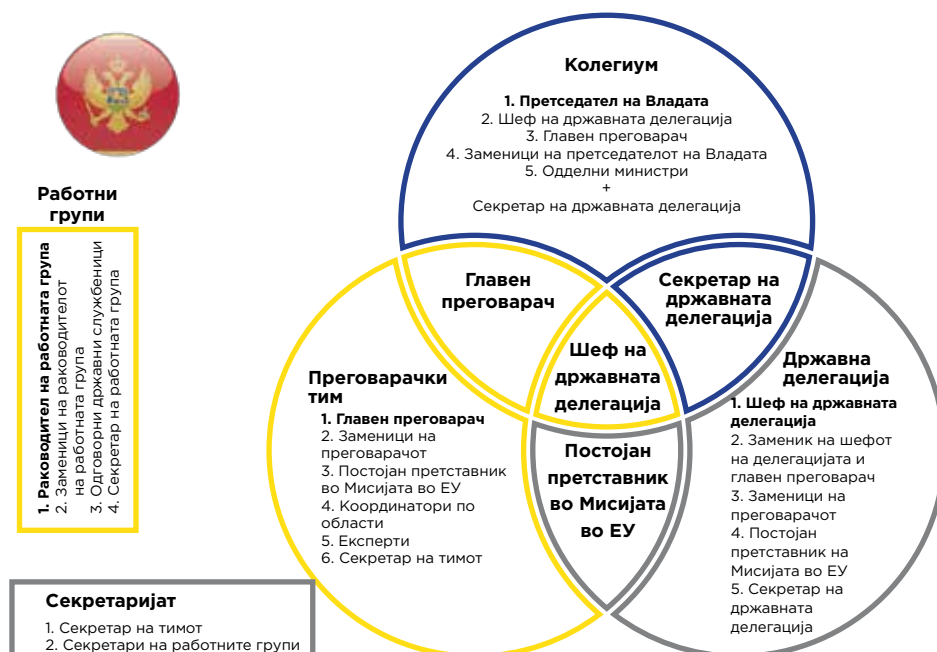 Колегиум
1. Претседател на Владата
2. Шеф на државната делегација
3. Главен преговарач
4. Заменици на претседателот на Владата
5. Одделни министри
+
Секретар на државната делегација
Работни
групи
1. Раководител на работната група
2. Заменици на раководителот
на работната група
3. Одговорни државни службеници
4. Секретар на работната група
Главен
преговарач
Секретар на
државната
делегација
Шеф на
државната
делегација
Преговарачки
тим
1. Главен преговарач
2. Заменици на
преговарачот
3. Постојан претставник
во Мисијата во ЕУ
4. Координатори по
области
5. Експерти
6. Секретар на тимот
Постојан
претставник
во Мисијата
во ЕУ
Државна
делегација
1. Шеф на државната
делегација
2. Заменик на шефот
на делегацијата и
главен преговарач
3. Заменици на
преговарачот
4. Постојан
претставник на
Мисијата во ЕУ
5. Секретар на
државната
делегација
Секретаријат
1. Секретар на тимот
2. Секретари на работните групи